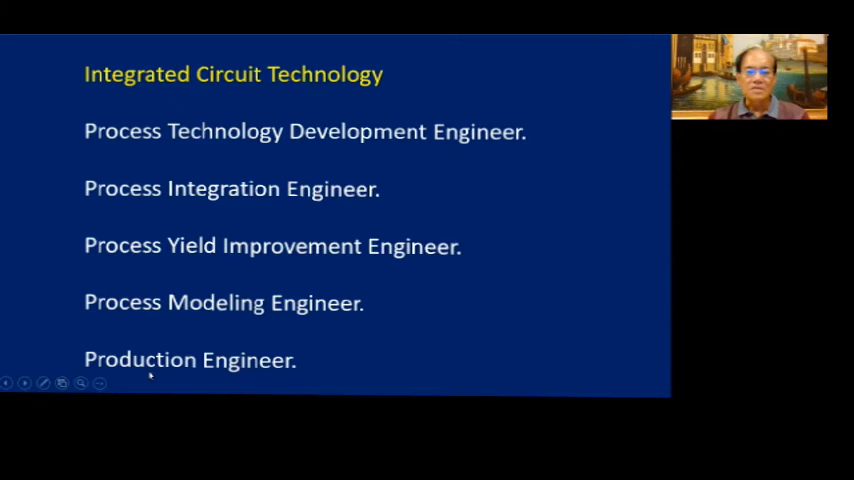 Integrated Circuit Technology
Process Technology Development Engineer.
Process Integration Engineer.
Process Yield Improvement Engineer.
Process Modeling Engineer.
Production Engineer.